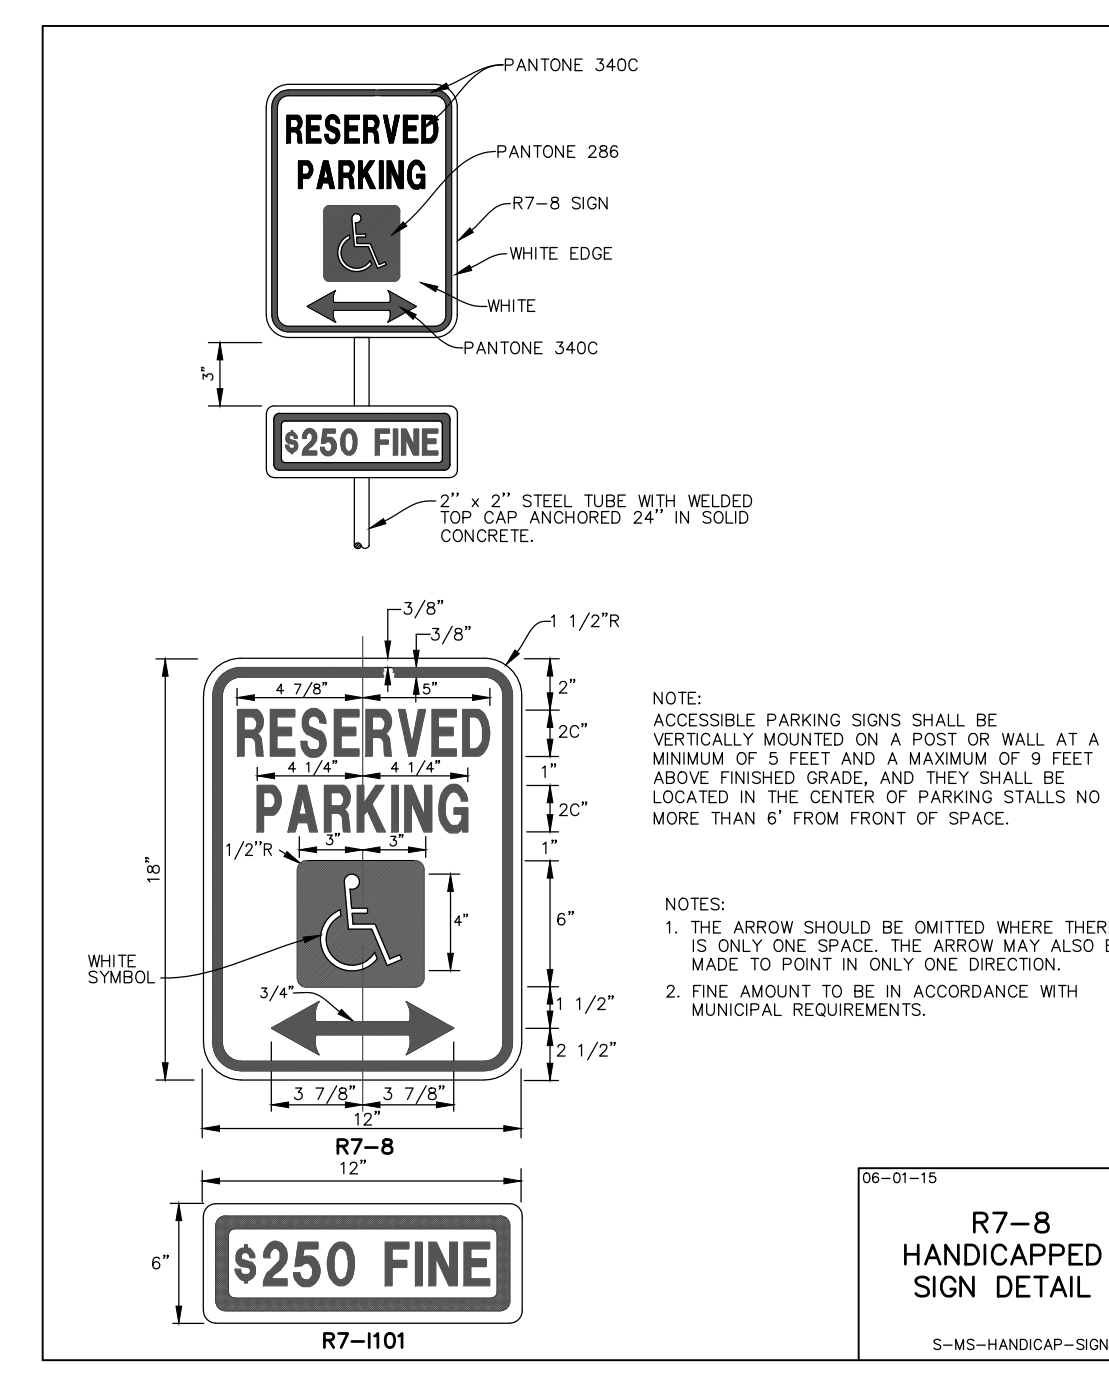 PANTONE 340C
RESERVED
PARKING
PANTONE 286
R7-8 SIGN
WHITE EDGE
WHITE
PANTONE 340C
3"
$250 FINE
2'' x 2'' STEEL TUBE WITH WELDED
TOP CAP ANCHORED 24'' IN SOLID
CONCRETE.
3/8"
3/8"
1 1/2"R
4 7/8"
5"
2"
RESERVED
2C"
4 1/4"
4 1/4"
1"
PARKING
2C"
3"
3"
1"
1/2''R
18"
6"
4"
WHITE
SYMBOL
3/4"
1 1/2"
2 1/2"
3 7/8"
3 7/8"
12"
R7-8
12"
6"
$250 FINE
R7-I101
NOTE:
ACCESSIBLE PARKING SIGNS SHALL BE
VERTICALLY MOUNTED ON A POST OR WALL AT A
MINIMUM OF 5 FEET AND A MAXIMUM OF 9 FEET
ABOVE FINISHED GRADE, AND THEY SHALL BE
LOCATED IN THE CENTER OF PARKING STALLS NO
MORE THAN 6' FROM FRONT OF SPACE.
NOTES:
1. THE ARROW SHOULD BE OMITTED WHERE
IS ONLY ONE SPACE. THE ARROW MAY ALSO
MADE TO POINT IN ONLY ONE DIRECTION.
2. FINE AMOUNT TO BE IN ACCORDANCE WITH
MUNICIPAL REQUIREMENTS.
06-01-15
R7-8
HANDICAPPED
SIGN DETAIL
S-MS-HANDICAP-SIGN